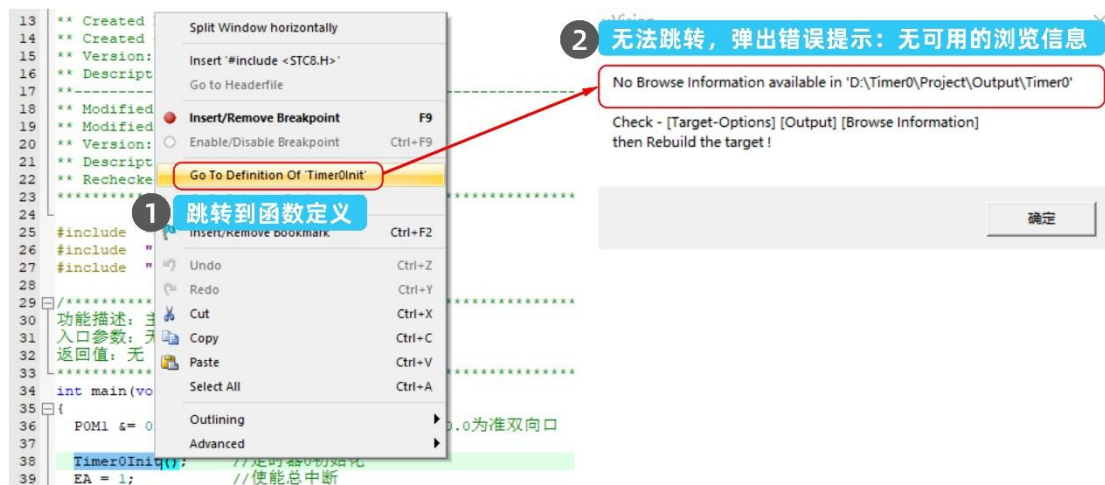 13 ** Created
14 ** Created
15 ** Version:
16 ** Descript
17 **----------
18 ** Modified
19 ** Modified
20 ** Version:
21 ** Descript
22 ** Rechecke
23 **********
24
25 #include
26 #include "
27 #include "
28
29 /**********
30 功能描述：主
31 入口参数：无
32 返回值：无
33 **********
34 int main(vo
35 {
36 P0M1 &= 0 0.0为准双向口
37
38 Timer0Init(); //定时器0初始化
39 EA = 1; //使能总中断
Split Window horizontally
Insert '#include <STC8.H>'
Go to Headerfile
Insert/Remove Breakpoint F9
Enable/Disable Breakpoint Ctrl+F9
Go To Definition Of 'Timer0Init'
1 跳转到函数定义
Insert/Remove Bookmark Ctrl+F2
Undo Ctrl+Z
Redo Ctrl+Y
Cut Ctrl+X
Copy Ctrl+C
Paste Ctrl+V
Select All Ctrl+A
Outlining
Advanced
2 无法跳转，弹出错误提示：无可用的浏览信息
No Browse Information available in 'D:\Timer0\Project\Output\Timer0'
Check - [Target-Options] [Output] [Browse Information]
then Rebuild the target !
确定